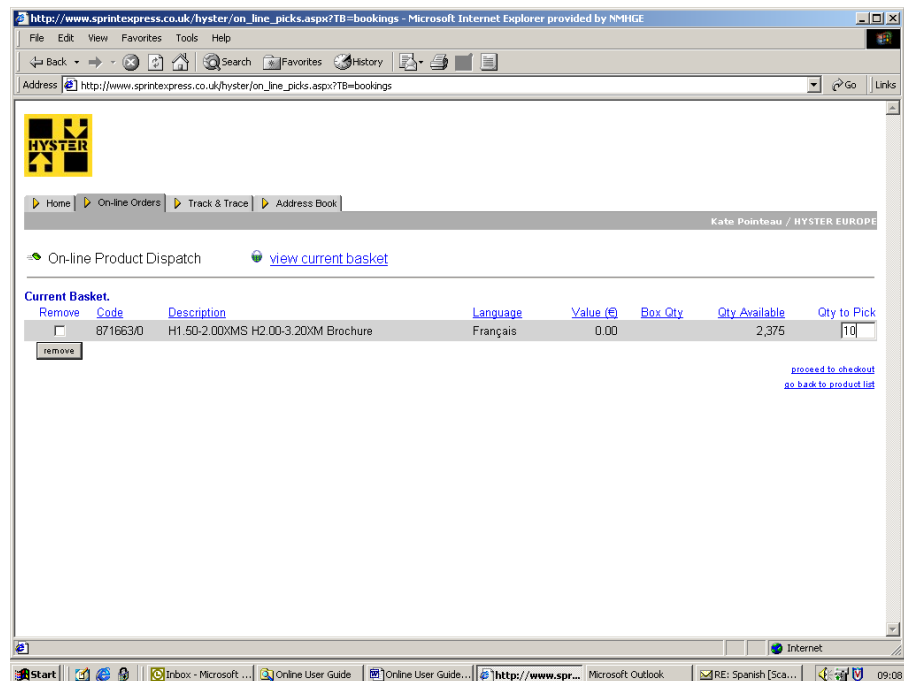 http://www.sprintexpress.co.uk/hyster/on_line_picks.aspx?TB=bookings - Microsoft Internet Explorer provided by NMHGE
File Edit View Favorites Tools Help
Back Search Favorites History
Address http://www.sprintexpress.co.uk/hyster/on_line_picks.aspx?TB=bookings Go Links
HYSTER
Home On-line Orders Track & Trace Address Book
Kate Pointeau / HYSTER EUROPE
On-line Product Dispatch view current basket
Current Basket.
Remove Code Description Language Value (€) Box Qty Qty Available Qty to Pick
871663/0 H1.50-2.00XMS H2.00-3.20XM Brochure Français 0.00 2,375 10
remove
proceed to checkout
go back to product list
Internet
Start Inbox - Microsoft ... Online User Guide Online User Guide... http://www.spr... Microsoft Outlook RE: Spanish [Sca... 09:08